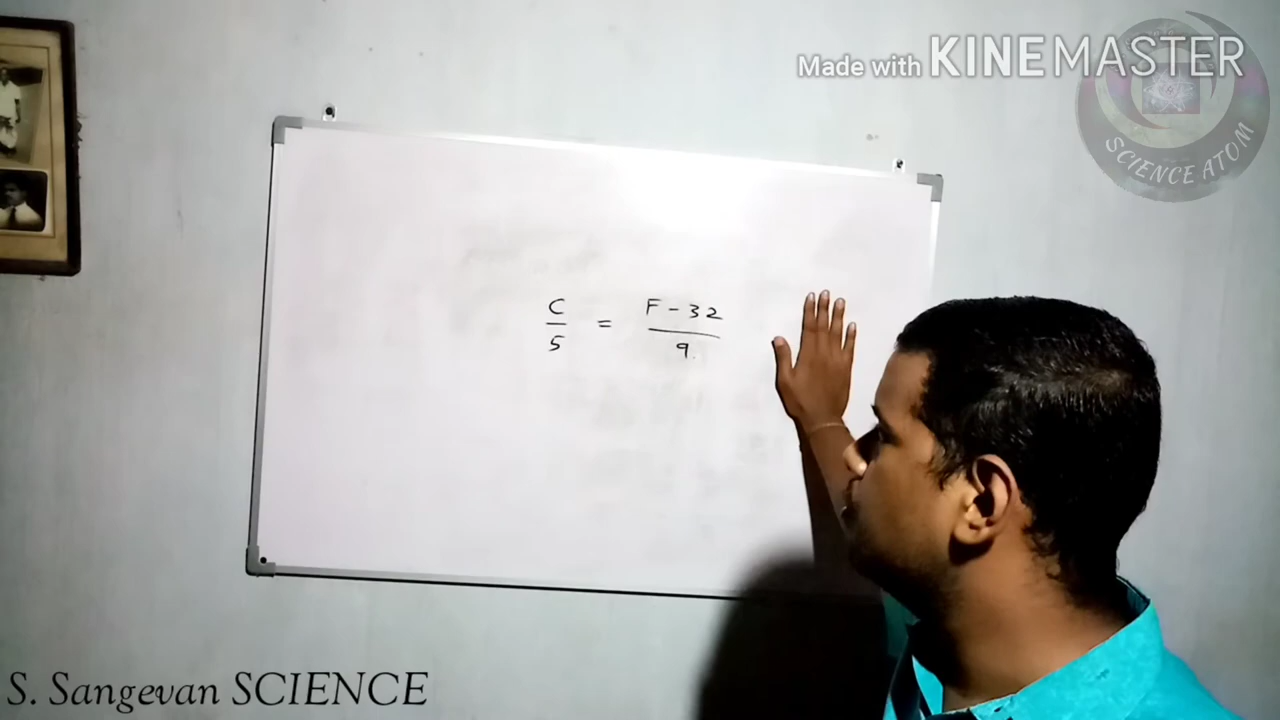 Made with KINEMASTER
SCIENCE ATOM
C/5 = F - 32/9
S. Sangevan SCIENCE